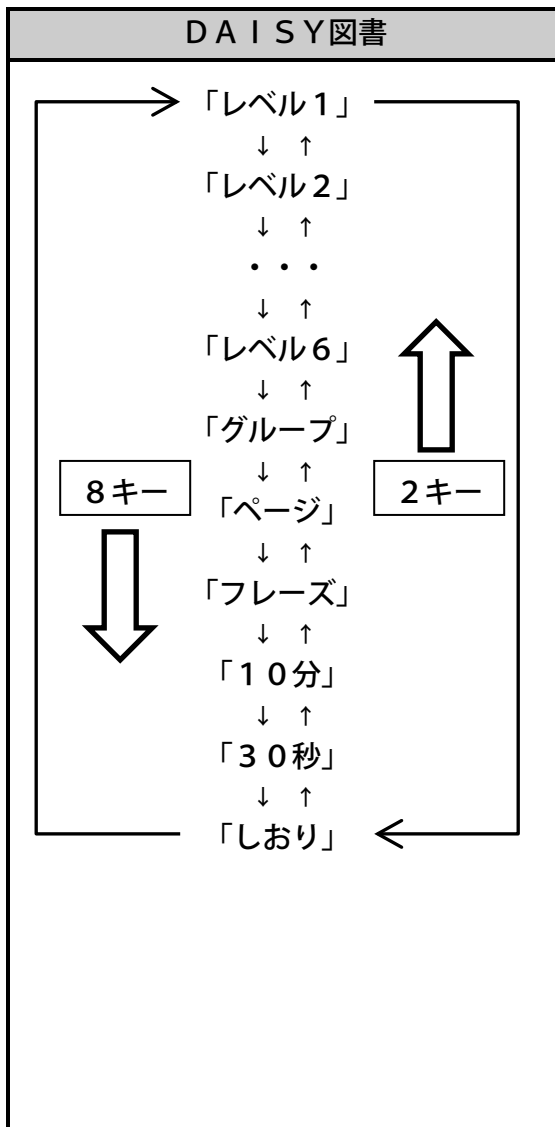 ＤＡＩＳＹ図書
「レベル１」
↓ ↑
「レベル２」
↓ ↑
・・・
↓ ↑
「レベル６」
↓ ↑
「グループ」
↓ ↑
８キー
「ページ」
２キー
↓ ↑
「フレーズ」
↓ ↑
「１０分」
↓ ↑
「３０秒」
↓ ↑
「しおり」